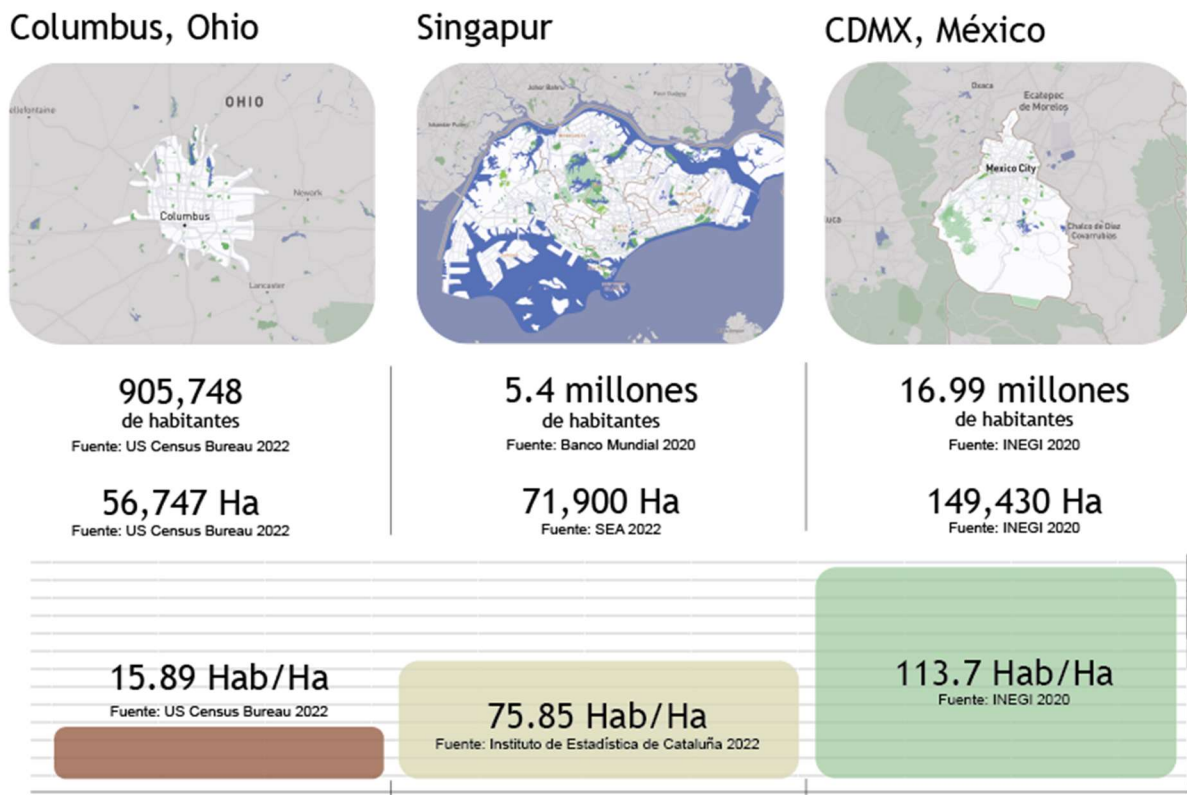 Columbus, Ohio
Singapur
CDMX, México
OHIO
Newark
Columbus
Lancaster
Johor Bahru
Ecatepec
de Morelos
Mexico City
Chalco de Díaz
Covarrubias
905,748
de habitantes
Fuente: US Census Bureau 2022
56,747 Ha
Fuente: US Census Bureau 2022
5.4 millones
de habitantes
Fuente: Banco Mundial 2020
71,900 Ha
Fuente: SEA 2022
16.99 millones
de habitantes
Fuente: INEGI 2020
149,430 Ha
Fuente: INEGI 2020
15.89 Hab/Ha
Fuente: US Census Bureau 2022
75.85 Hab/Ha
Fuente: Instituto de Estadística de Cataluña 2022
113.7 Hab/Ha
Fuente: INEGI 2020